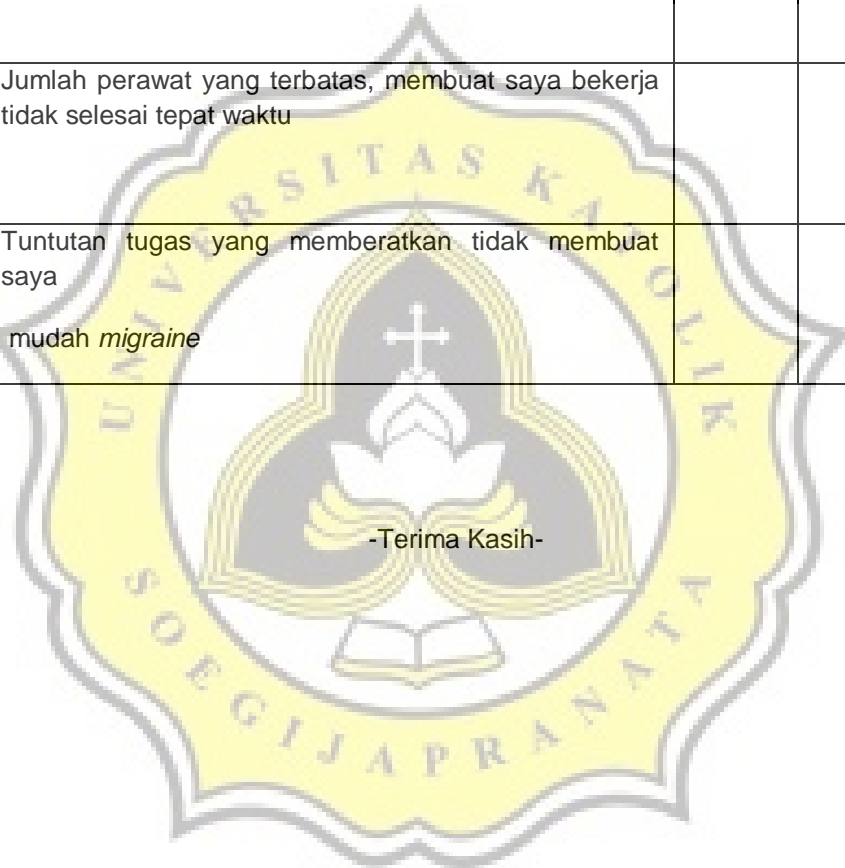 Jumlah perawat yang terbatas, membuat saya bekerja
tidak selesai tepat waktu
Tuntutan tugas yang memberatkan tidak membuat
saya
mudah migraine
-Terima Kasih-
UNIVERSITAS KATOLIK
SOEGIJAPRANATA